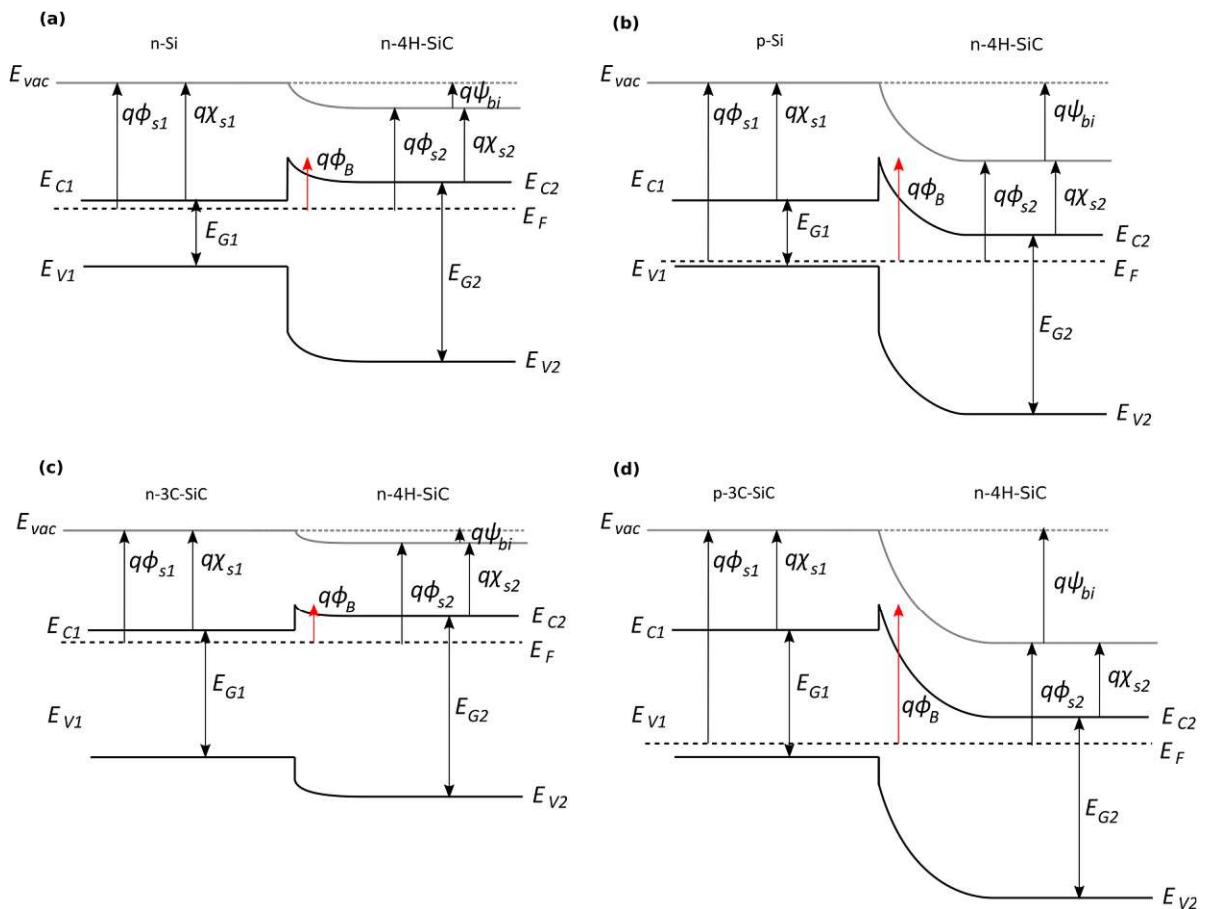 (a)
n-Si n-4H-SiC
E_vac
qψ_bi
qϕ_s1 qχ_s1
qϕ_s2 qχ_s2
qϕ_B
E_C1 E_C2
E_F
E_G1
E_V1
E_G2
E_V2
(b)
p-Si n-4H-SiC
E_vac
qψ_bi
qϕ_s1 qχ_s1
E_C1 qϕ_B qϕ_s2 qχ_s2
E_G1 E_C2
E_V1 E_F
E_G2
E_V2
(c)
n-3C-SiC n-4H-SiC
E_vac
qψ_bi
qϕ_s1 qχ_s1
qχ_s2
qϕ_B qϕ_s2
E_C1 E_C2
E_F
E_G1
E_V1 E_G2
E_V2
(d)
p-3C-SiC n-4H-SiC
E_vac
qϕ_s1 qχ_s1
qψ_bi
E_C1
E_G1 qϕ_s2 qχ_s2
E_V1 qϕ_B E_C2
E_F
E_G2
E_V2